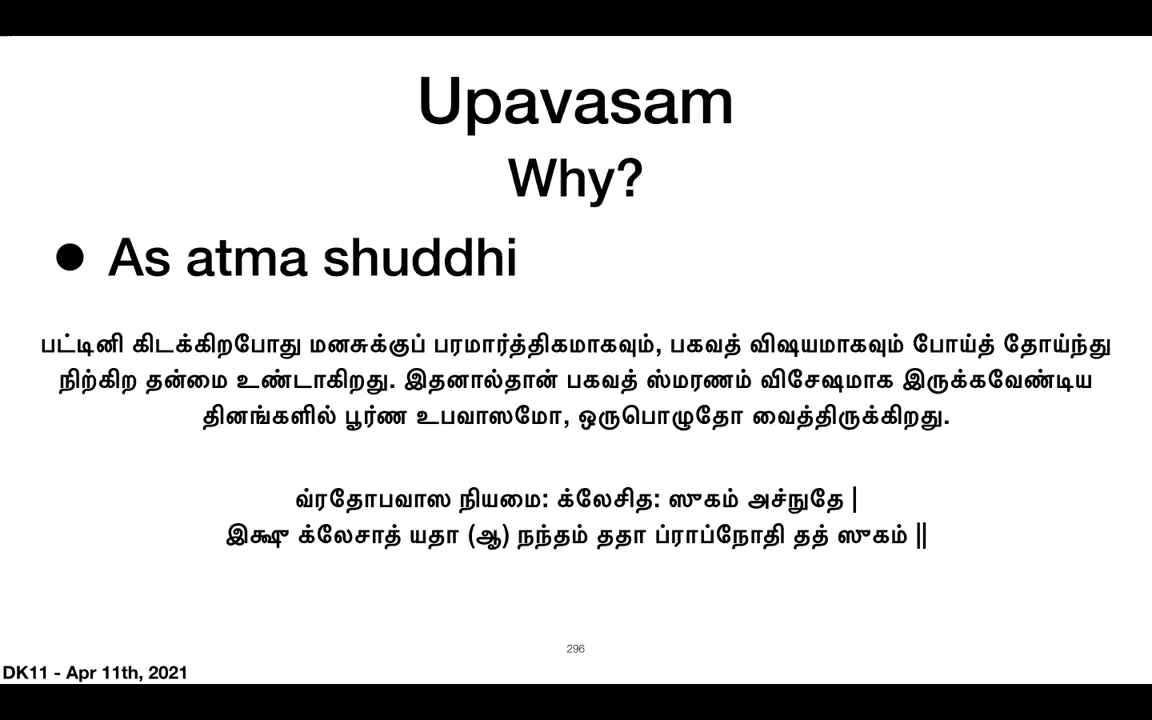 Upavasam
Why?
● As atma shuddhi
பட்டினி கிடக்கிறபோது மனசுக்குப் பரமார்த்திகமாகவும், பகவத் விஷயமாகவும் போய்த் தோய்ந்து
நிற்கிற தன்மை உண்டாகிறது. இதனால்தான் பகவத் ஸ்மரணம் விசேஷமாக இருக்கவேண்டிய
தினங்களில் பூர்ண உபவாஸமோ, ஒருபொழுதோ வைத்திருக்கிறது.
வ்ரதோபவாஸ நியமை: க்லேசித: ஸுகம் அச்நுதே |
இக்ஷு க்லேசாத் யதா (ஆ) நந்தம் ததா ப்ராப்நோதி தத் ஸுகம் ||
296
DK11 - Apr 11th, 2021